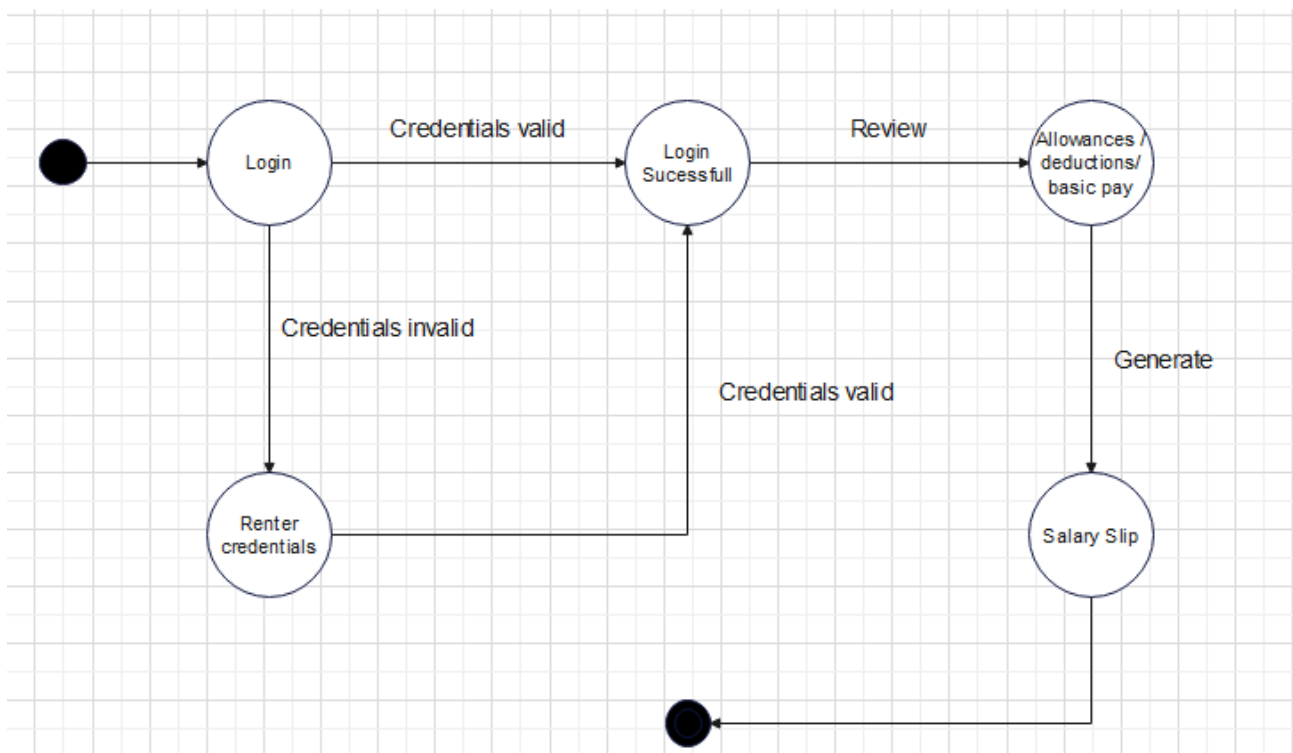 Credentials valid
Review
Login
Login
Sucessfull
Allowances /
deductions/
basic pay
Credentials invalid
Generate
Credentials valid
Renter
credentials
Salary Slip